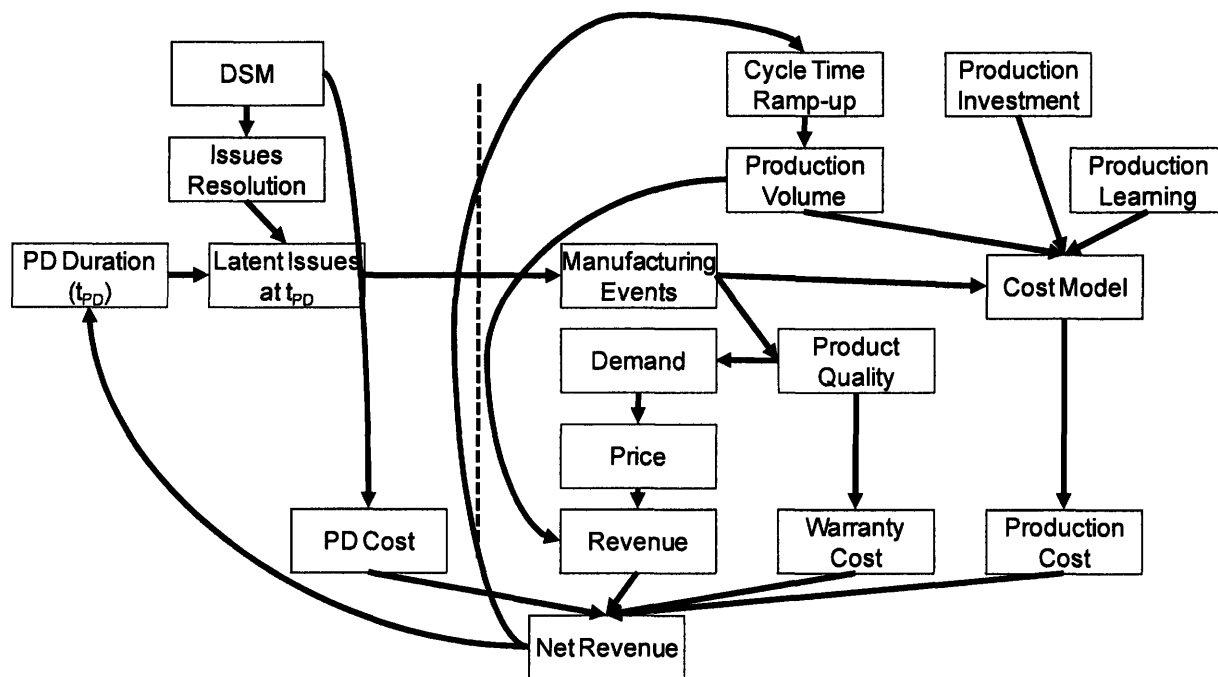 DSM
Cycle Time
Ramp-up
Production
Investment
Issues
Resolution
Production
Volume
Production
Learning
PD Duration
(tPD)
Latent Issues
at tPD
Manufacturing
Events
Cost Model
Demand
Product
Quality
Price
PD Cost
Revenue
Warranty
Cost
Production
Cost
Net Revenue